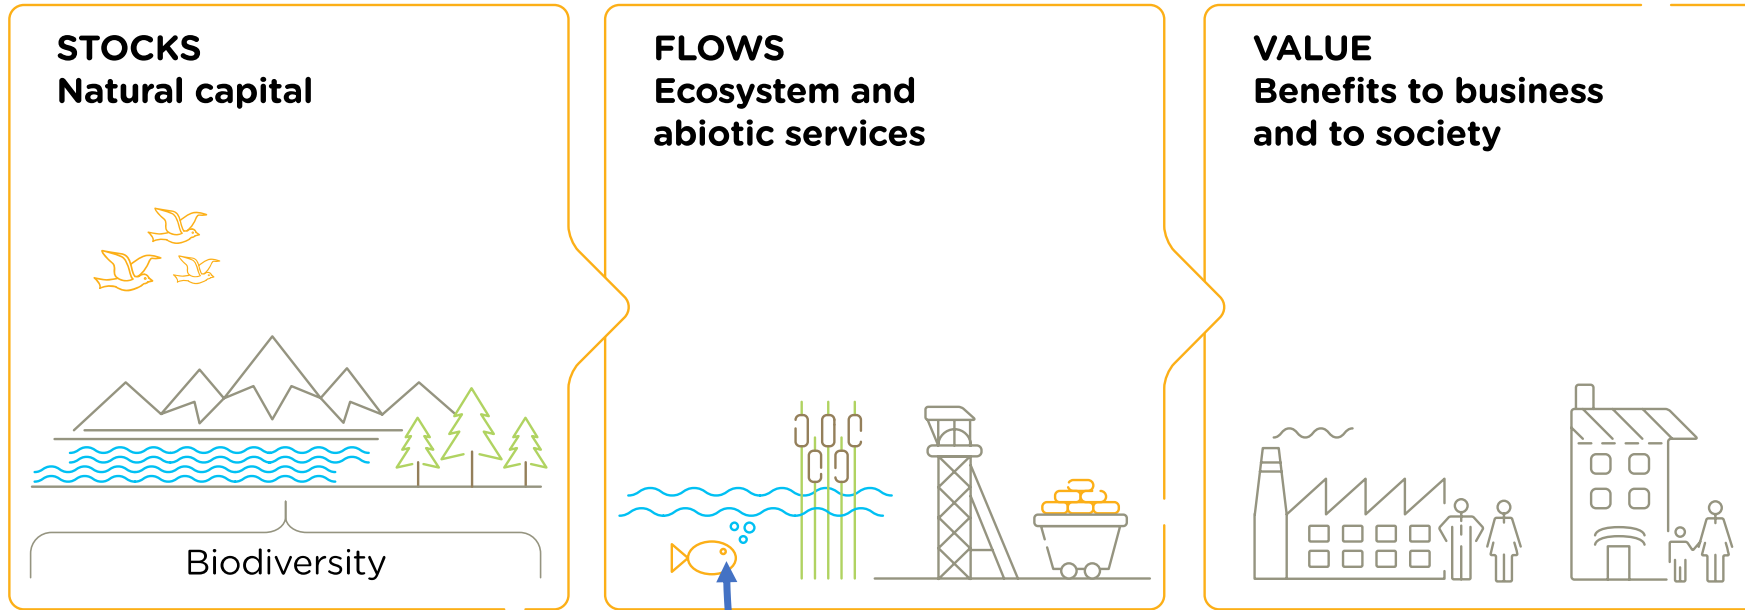 STOCKS
Natural capital
Biodiversity
FLOWS
Ecosystem and
abiotic services
VALUE
Benefits to business
and to society